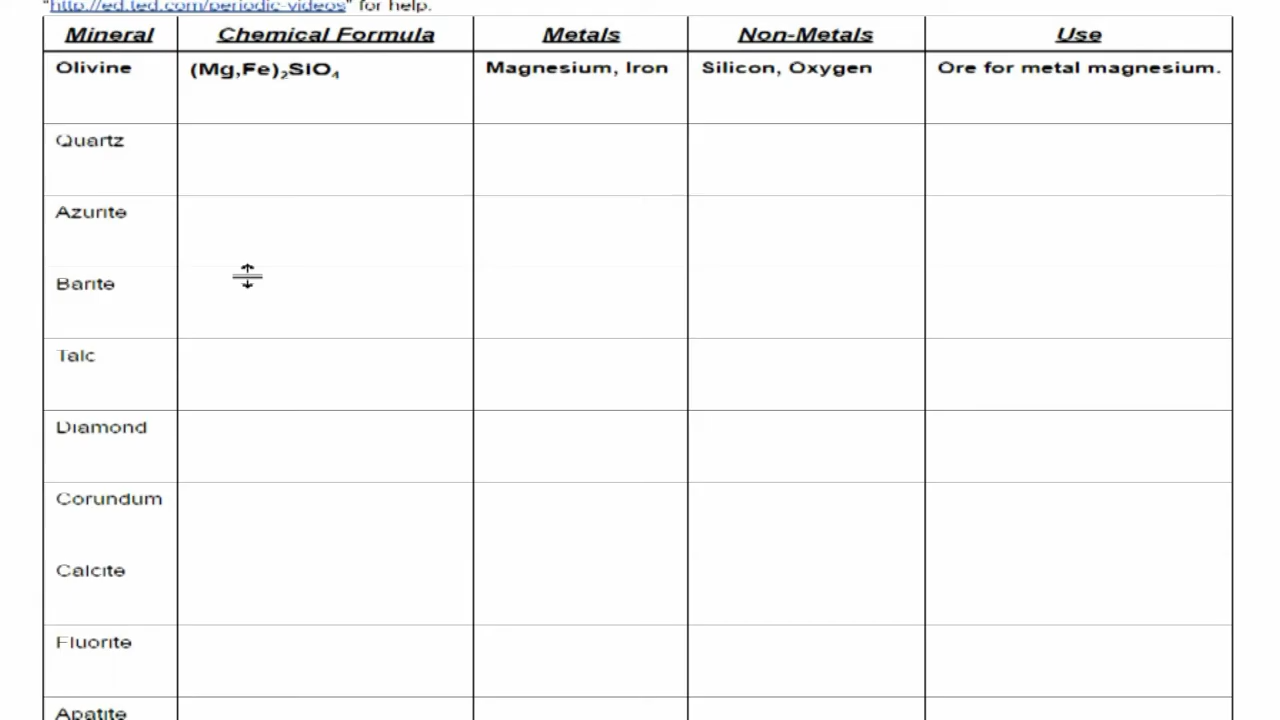 "http://ed.ted.com/periodic-videos" for help.
Mineral Chemical Formula Metals Non-Metals Use
Olivine (Mg,Fe)₂SiO₄ Magnesium, Iron Silicon, Oxygen Ore for metal magnesium.
Quartz
Azurite
Barite
Talc
Diamond
Corundum
Calcite
Fluorite
Apatite